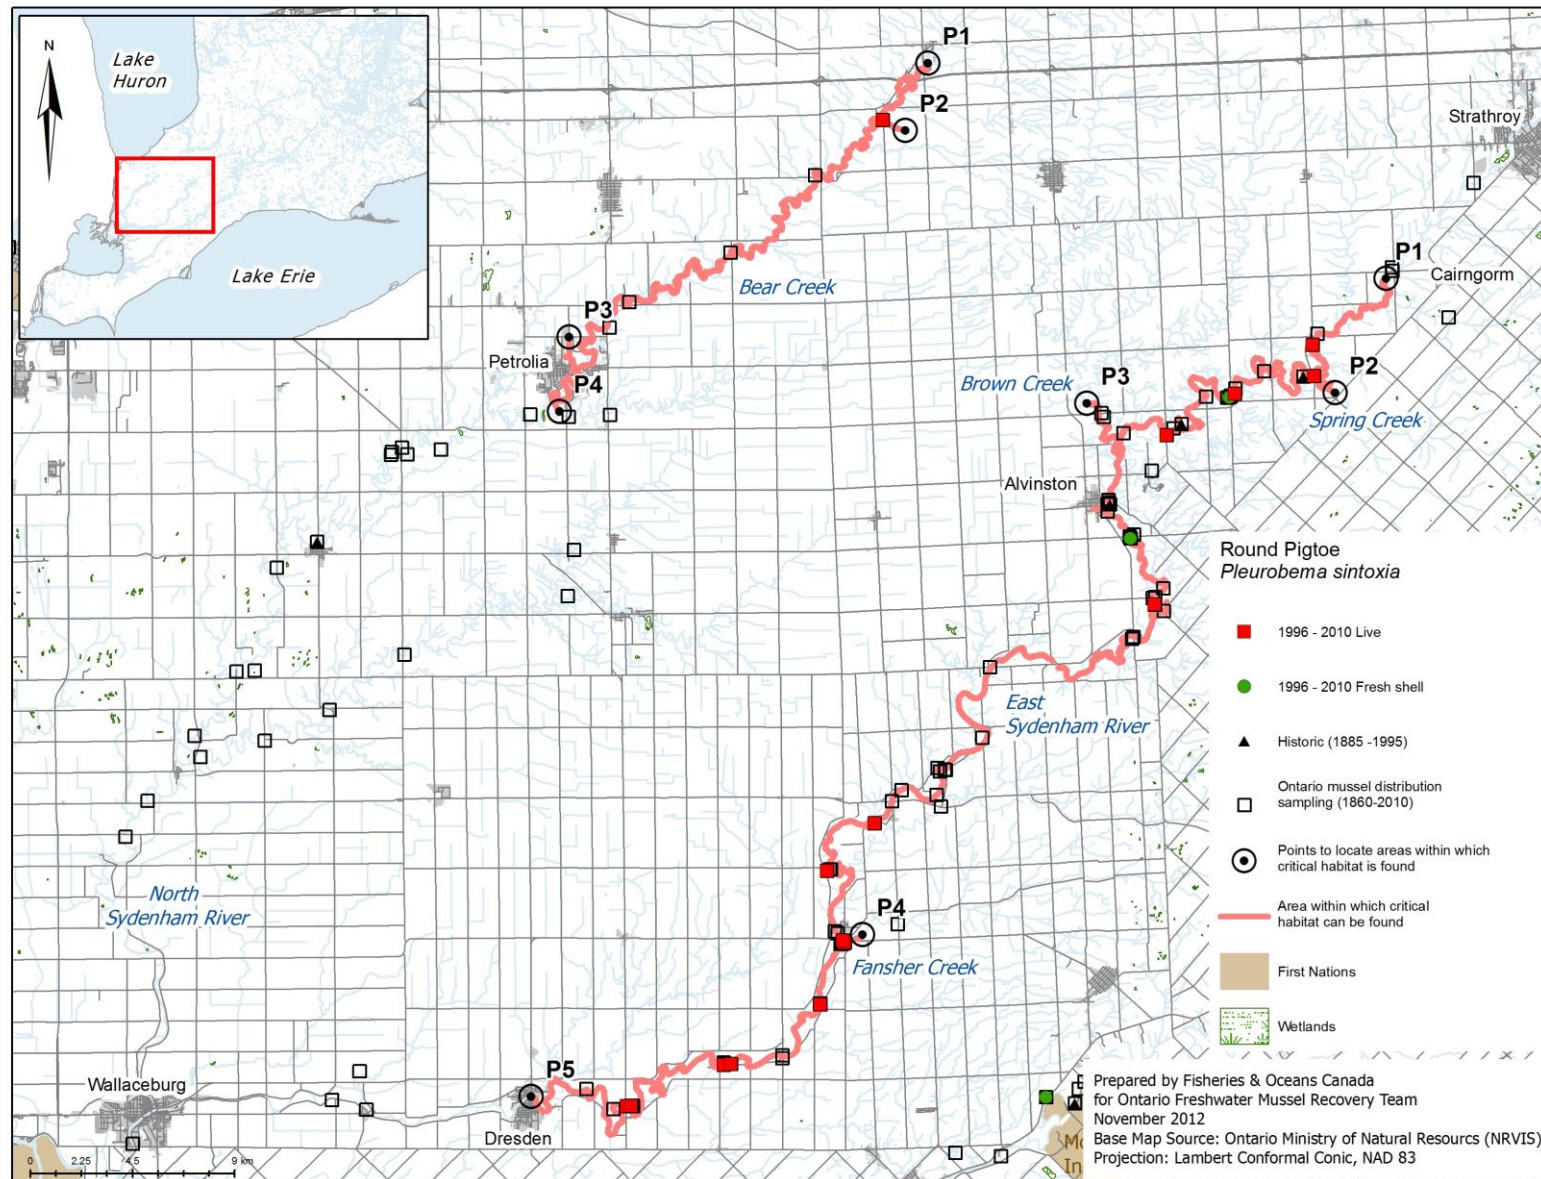 N
Lake
Huron
Lake Erie
P1
P2
Strathroy
P1
Cairngorm
Bear Creek
P3
Petrolia
P4
Brown Creek
P3
P2
Spring Creek
Alvinston
East
Sydenham River
North
Sydenham River
P4
Fansher Creek
P5
Wallaceburg
Dresden
0 2.25 4.5 9 km
Round Pigtoe
Pleurobema sintoxia
1996 - 2010 Live
1996 - 2010 Fresh shell
Historic (1885 -1995)
Ontario mussel distribution
sampling (1860-2010)
Points to locate areas within which
critical habitat is found
Area within which critical
habitat can be found
First Nations
Wetlands
Mo
In
Prepared by Fisheries & Oceans Canada
for Ontario Freshwater Mussel Recovery Team
November 2012
Base Map Source: Ontario Ministry of Natural Resourcs (NRVIS)
Projection: Lambert Conformal Conic, NAD 83